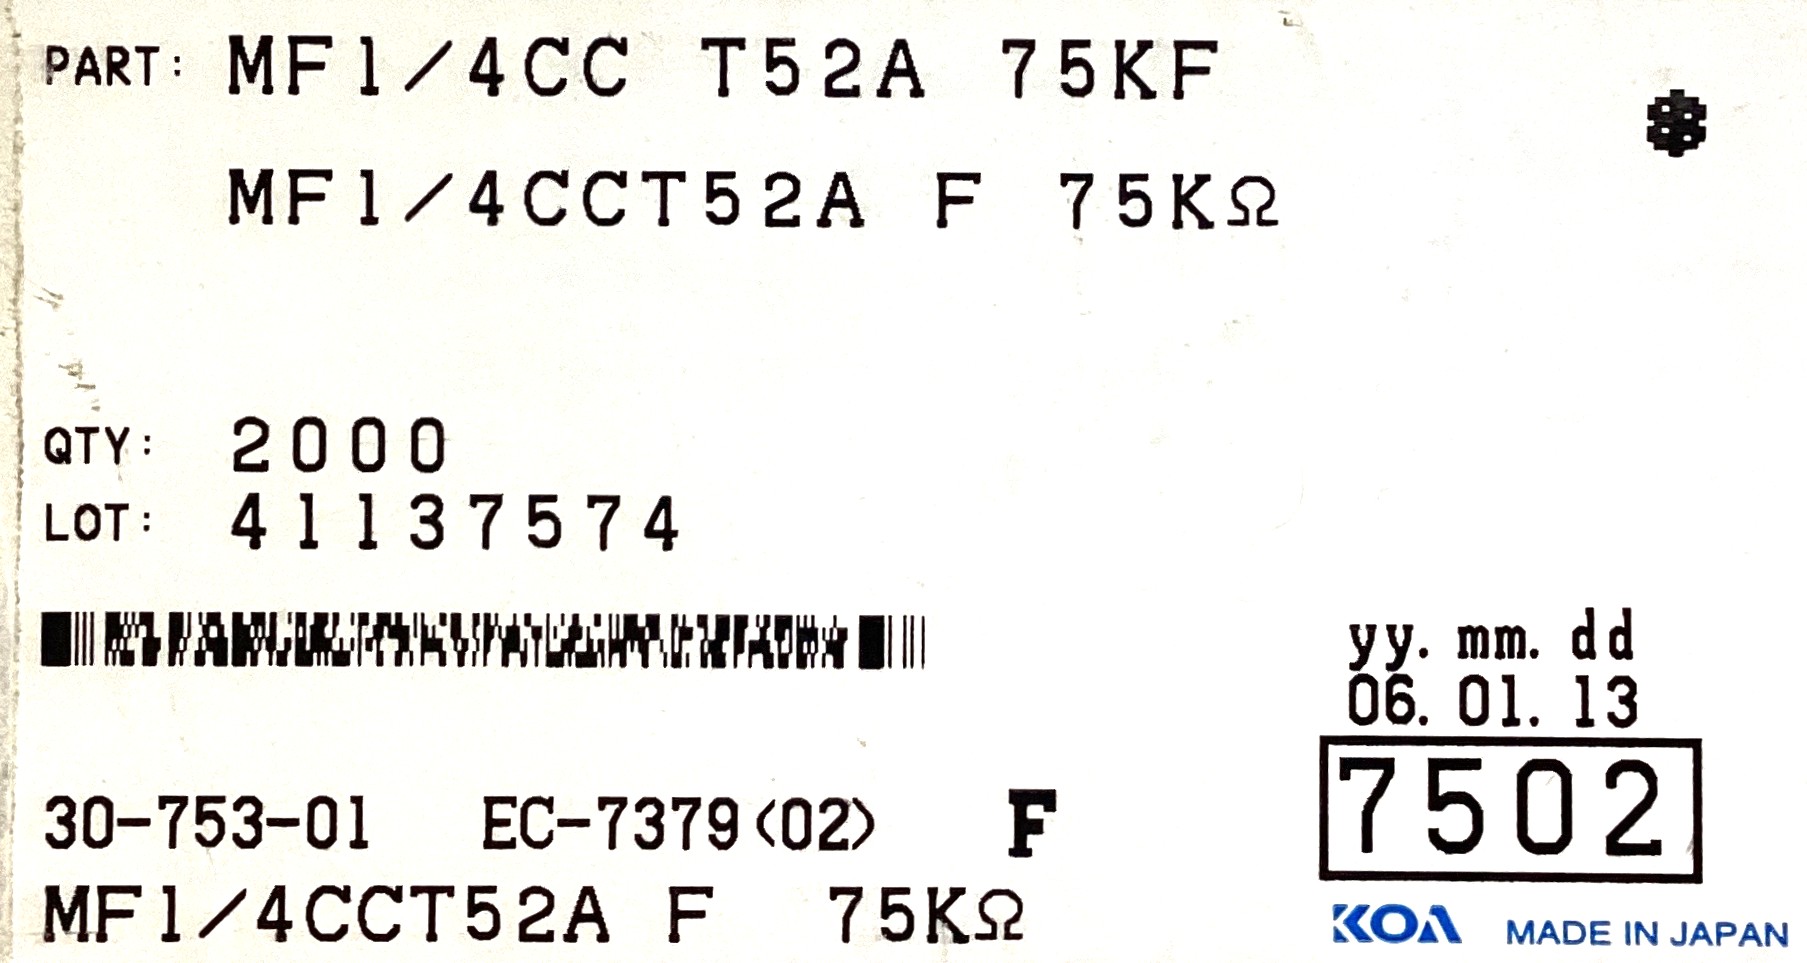 PART: MF1/4CC T52A 75KF
MF1/4CCT52A F 75KΩ
QTY: 2000
LOT: 41137574
yy. mm. dd
06. 01. 13
7502
30-753-01 EC-7379<02> F
MF1/4CCT52A F 75KΩ
KOA MADE IN JAPAN